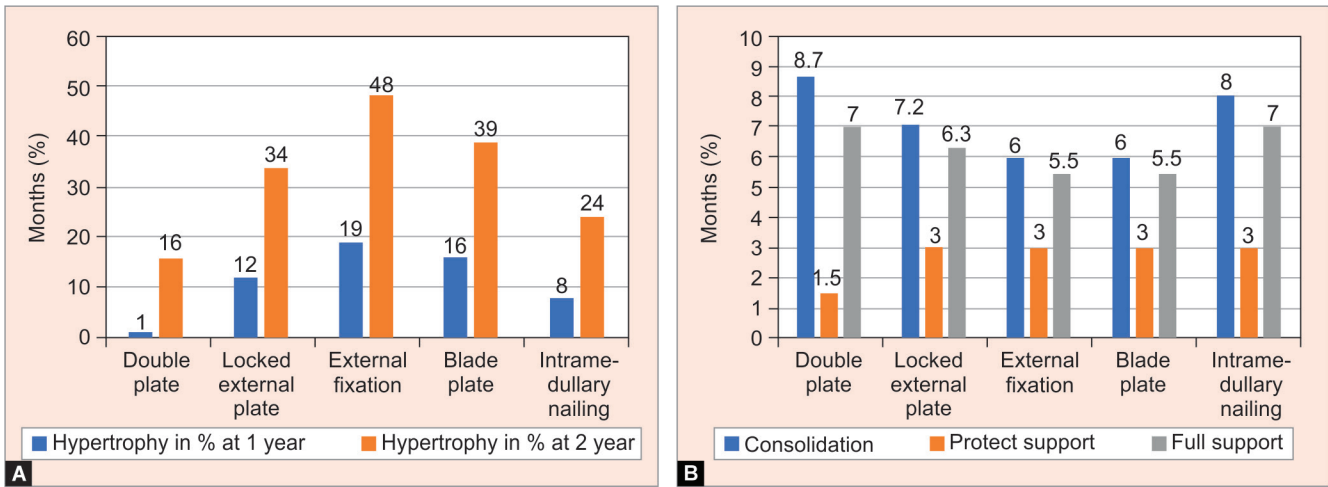 60
50
40
30
20
10
0
Months (%)
1
16
12
34
19
48
16
39
8
24
Double
plate
Locked
external
plate
External
fixation
Blade
plate
Intrame-
dullary
nailing
Hypertrophy in % at 1 year
Hypertrophy in % at 2 year
A
10
9
8
7
6
5
4
3
2
1
0
Months (%)
8.7
1.5
7
7.2
3
6.3
6
3
5.5
6
3
5.5
8
3
7
Double
plate
Locked
external
plate
External
fixation
Blade
plate
Intrame-
dullary
nailing
Consolidation
Protect support
Full support
B